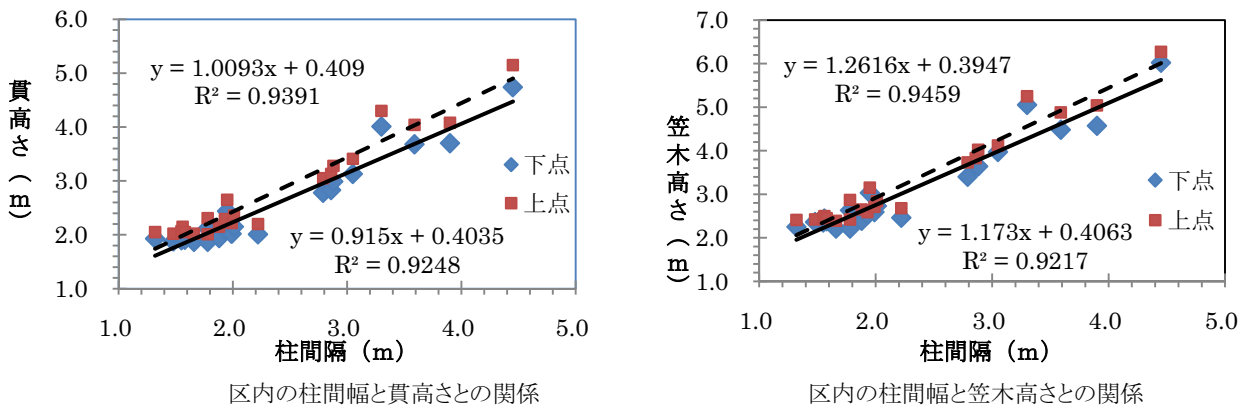 6.0
5.0
4.0
3.0
2.0
1.0
貫高さ(m)
y = 1.0093x + 0.409
R² = 0.9391
下点
上点
y = 0.915x + 0.4035
R² = 0.9248
1.0 2.0 3.0 4.0 5.0
柱間隔（m）
区内の柱間幅と貫高さとの関係
7.0
6.0
5.0
4.0
3.0
2.0
1.0
笠木高さ(m)
y = 1.2616x + 0.3947
R² = 0.9459
下点
上点
y = 1.173x + 0.4063
R² = 0.9217
1.0 2.0 3.0 4.0 5.0
柱間隔（m）
区内の柱間幅と笠木高さとの関係